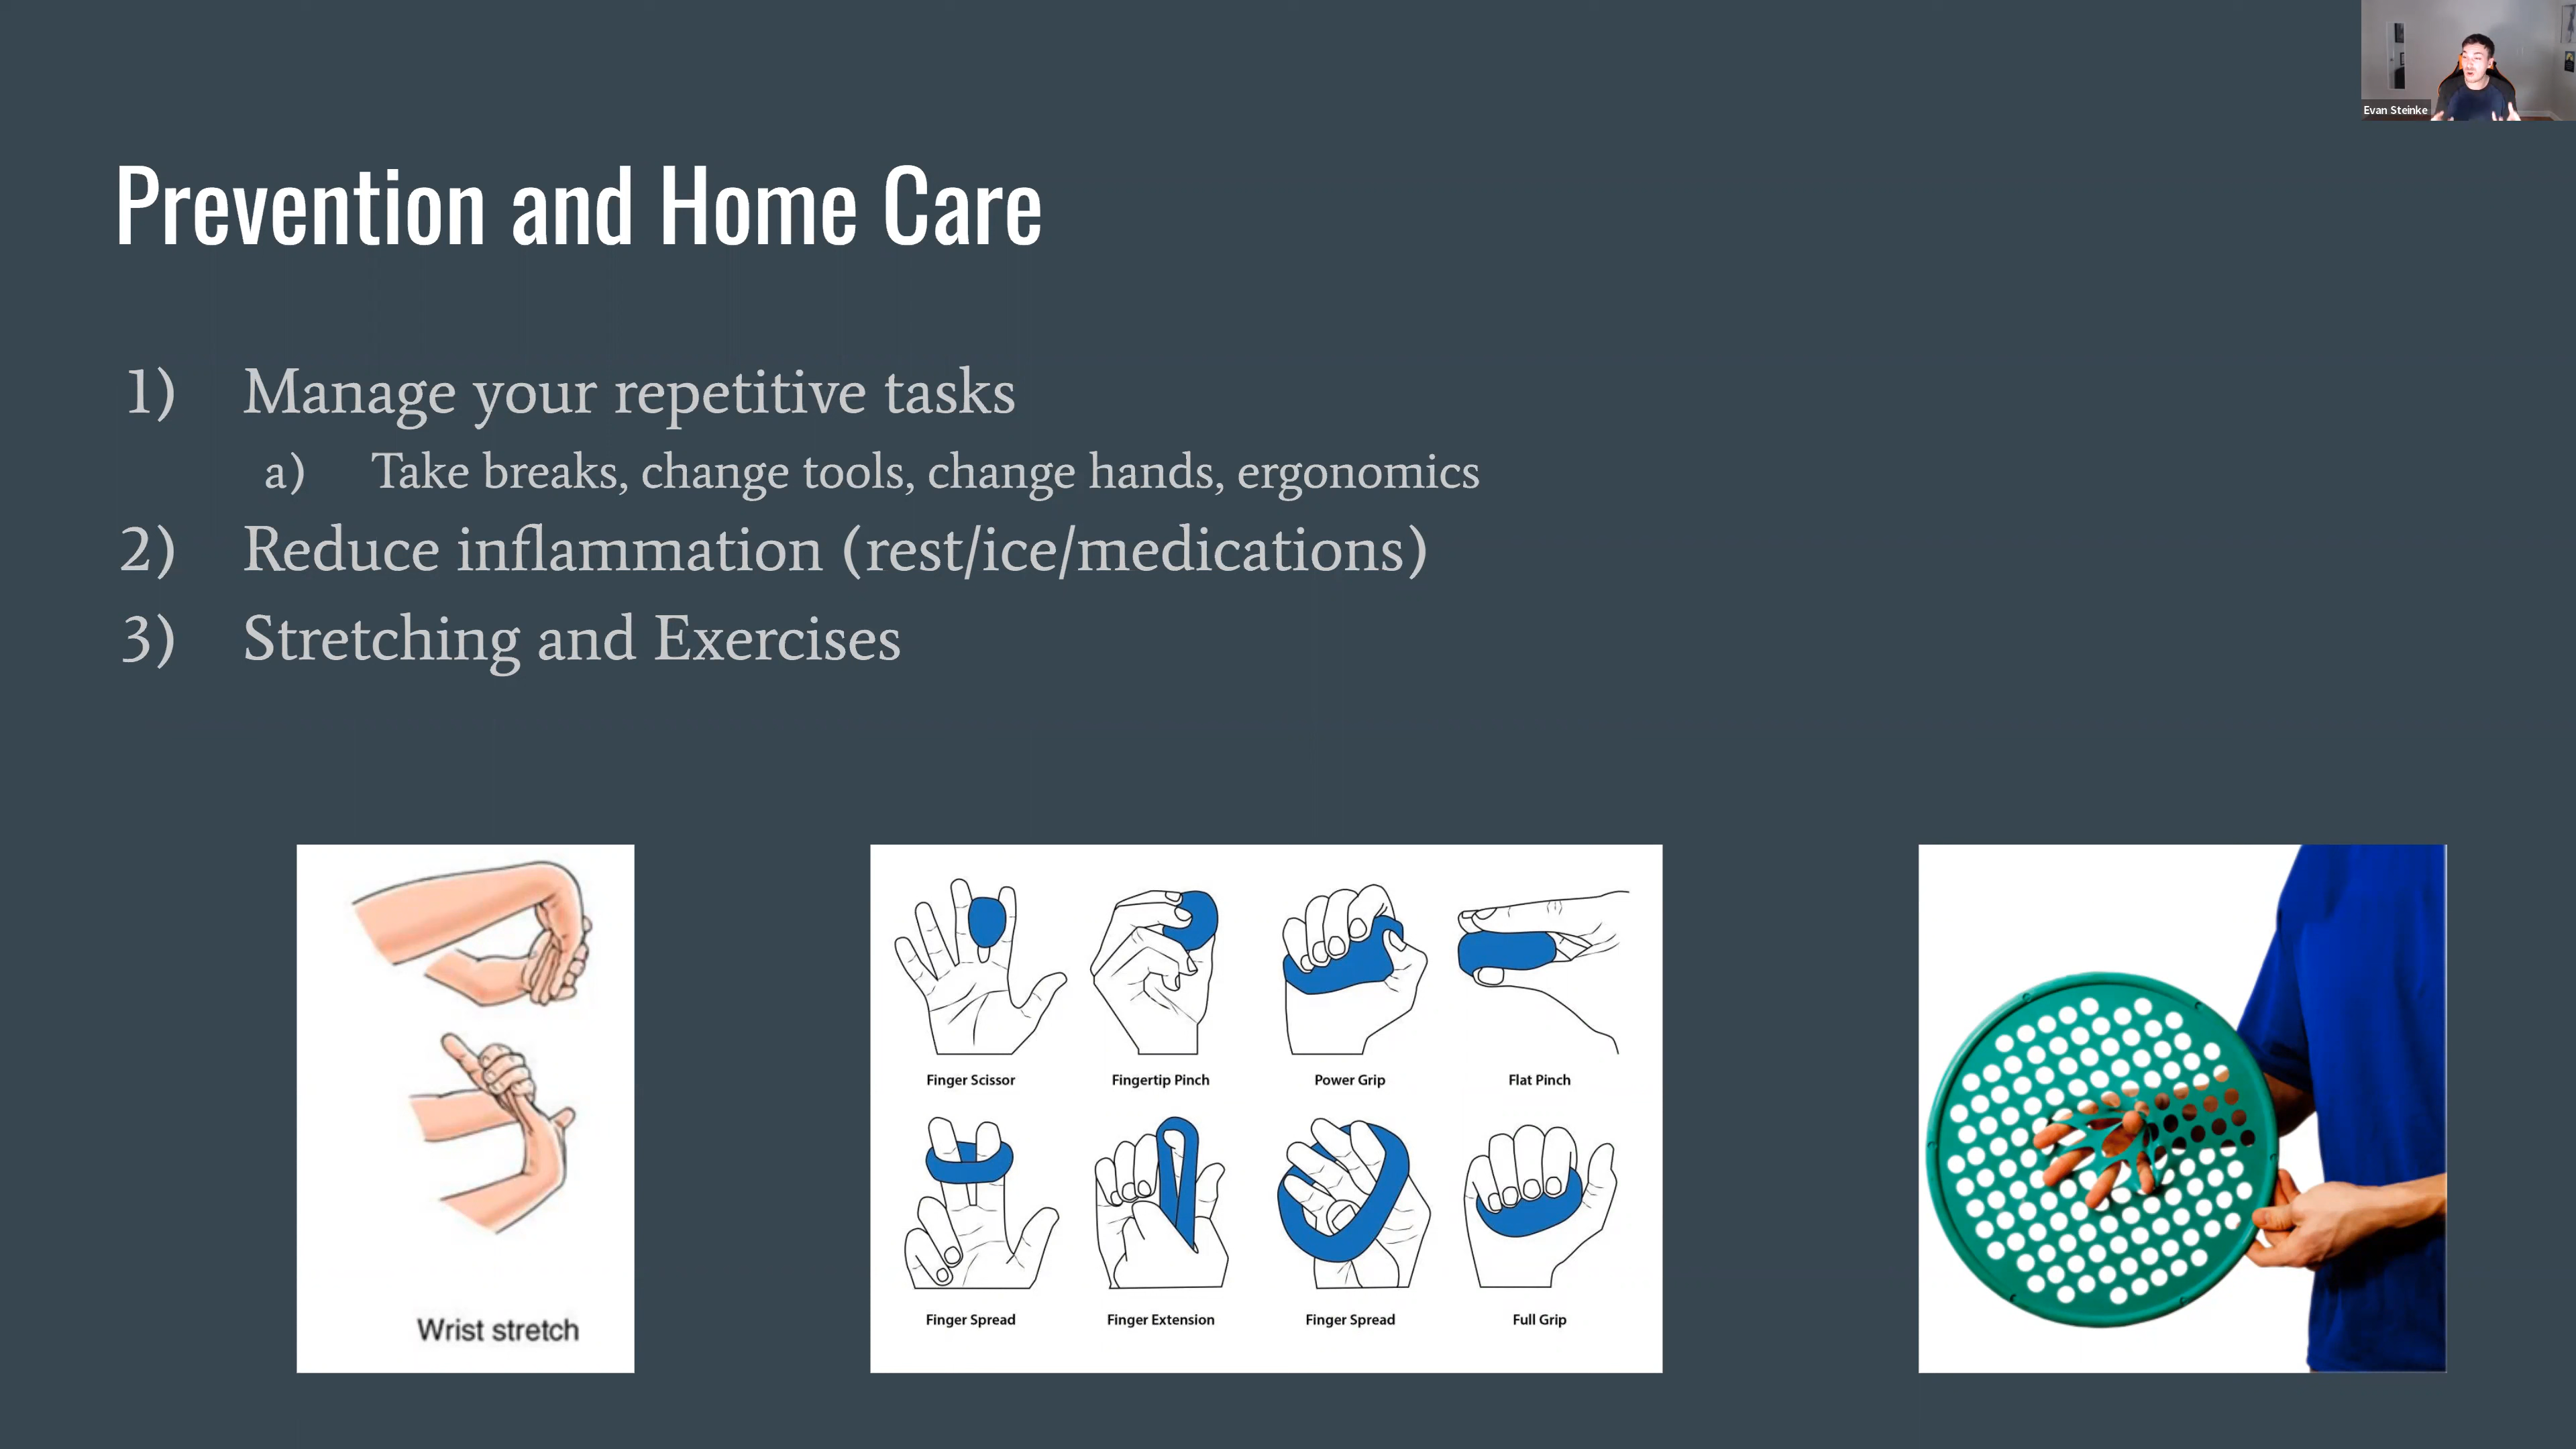 Evan Steinke
Prevention and Home Care
1) Manage your repetitive tasks
a) Take breaks, change tools, change hands, ergonomics
2) Reduce inflammation (rest/ice/medications)
3) Stretching and Exercises
Wrist stretch
Finger Scissor
Fingertip Pinch
Power Grip
Flat Pinch
Finger Spread
Finger Extension
Finger Spread
Full Grip